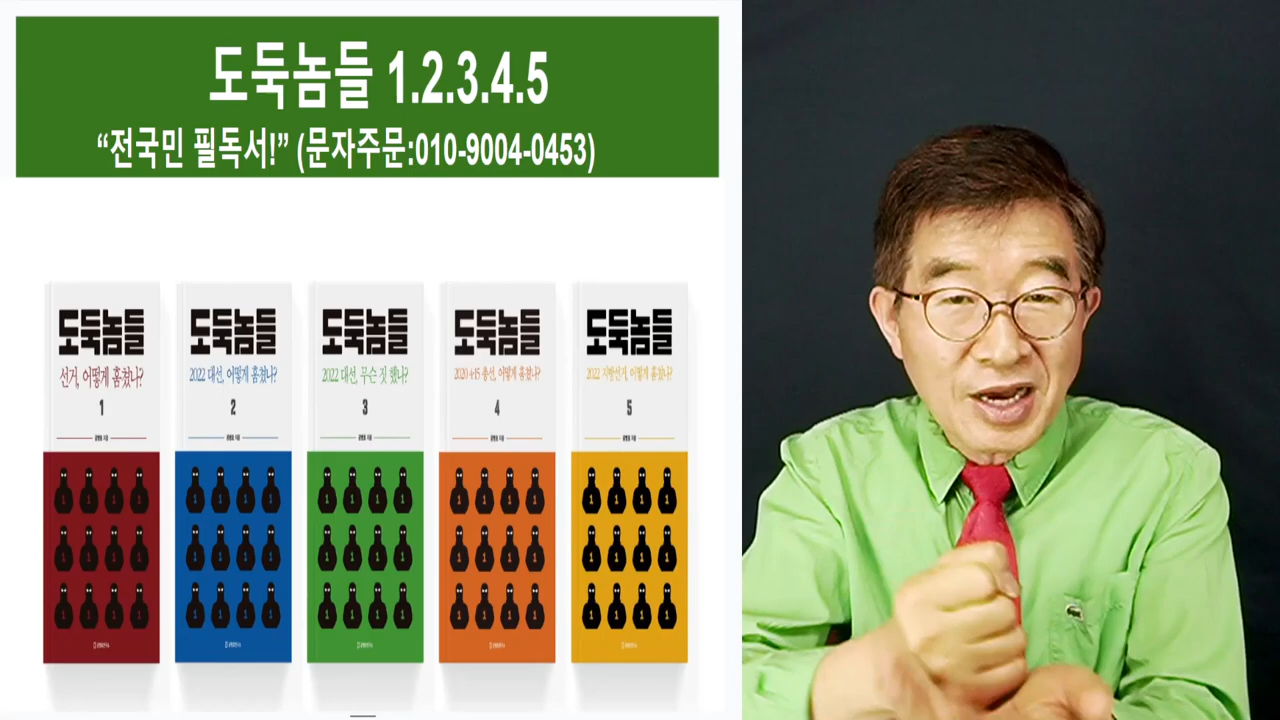 도둑놈들 1.2.3.4.5
“전국민 필독서!” (문자주문:010-9004-0453)
도둑놈들
선거, 어떻게 훔쳤나?
1
도둑놈들
2022 대선, 어떻게 훔쳤나?
2
도둑놈들
2022 대선, 무슨 짓 했나?
3
도둑놈들
2020 4·15 총선, 어떻게 훔쳤나?
4
도둑놈들
2022 지방선거, 어떻게 훔쳤나?
5